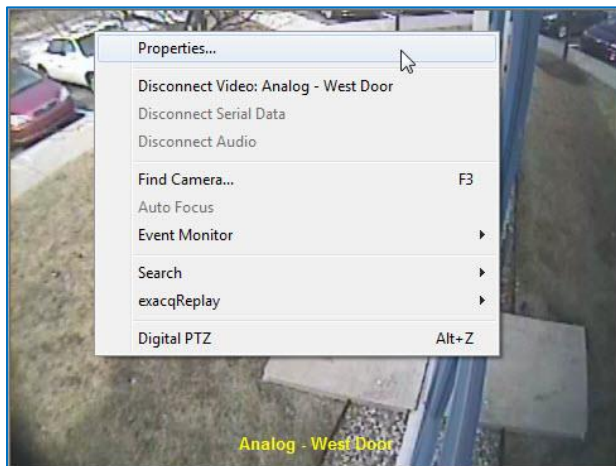 Properties...
Disconnect Video: Analog - West Door
Disconnect Serial Data
Disconnect Audio
Find Camera... F3
Auto Focus
Event Monitor
Search
exacqReplay
Digital PTZ Alt+Z
Analog - West Door